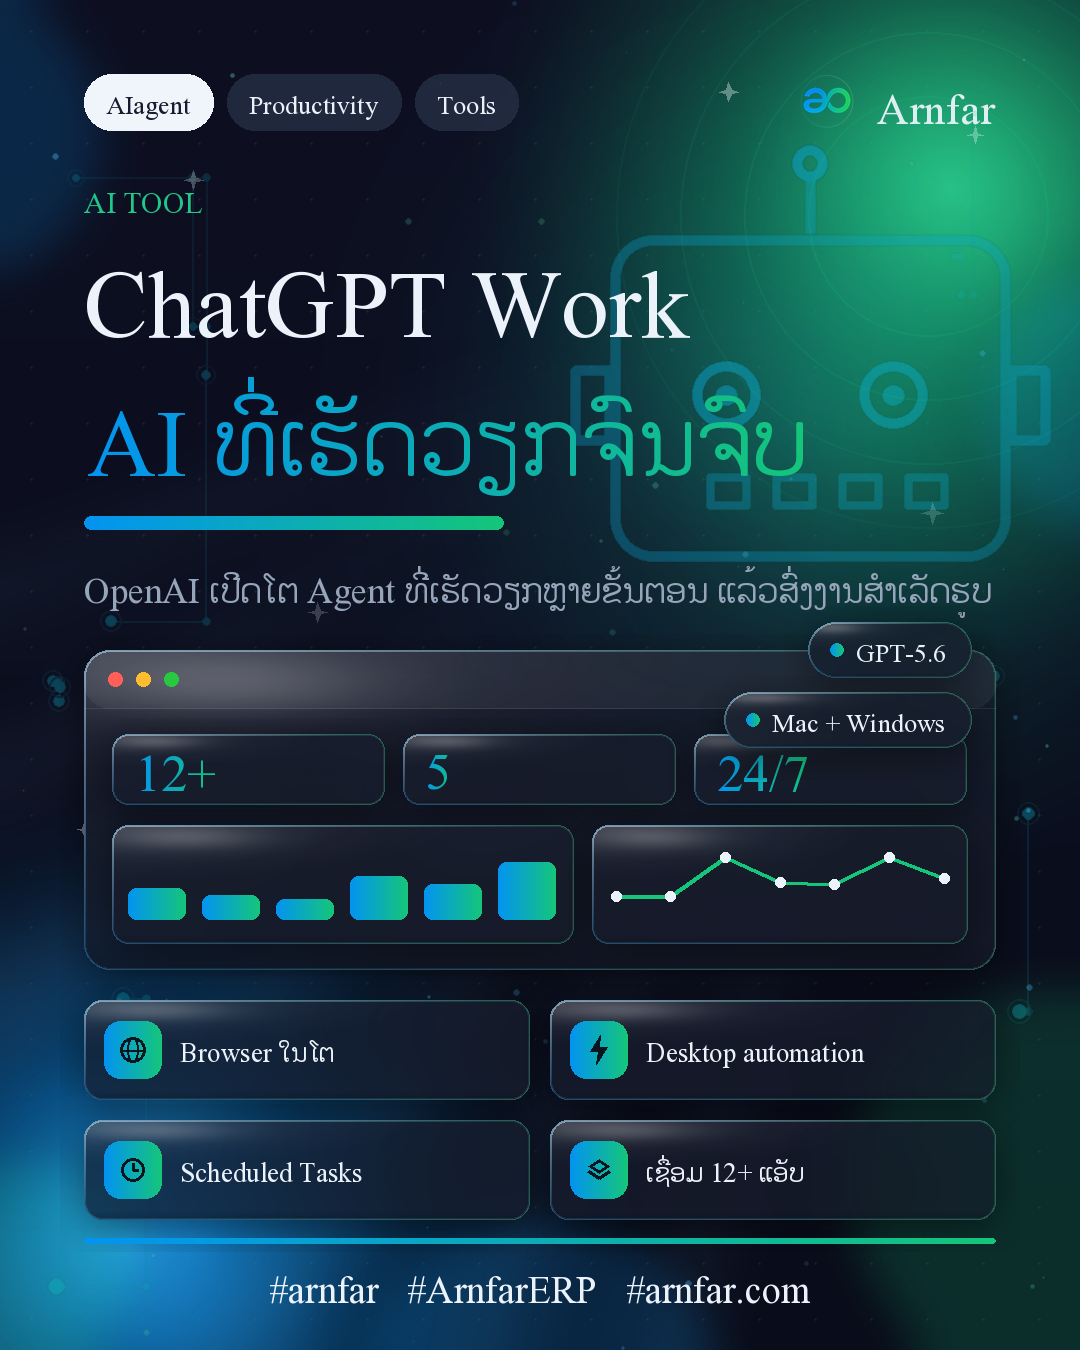 AIagent Productivity Tools
Arnfar
AI TOOL
ChatGPT Work
AI ທີ່ເຮັດວຽກຈົນຈົບ
OpenAI ເປີດໂຕ Agent ທີ່ເຮັດວຽກຫຼາຍຂັ້ນຕອນ ແລ້ວສົ່ງງານສຳເລັດຮູບ
GPT-5.6
Mac + Windows
12+ 5 24/7
Browser ໃນໂຕ
Desktop automation
Scheduled Tasks
ເຊື່ອມ 12+ ແອັບ
#arnfar #ArnfarERP #arnfar.com